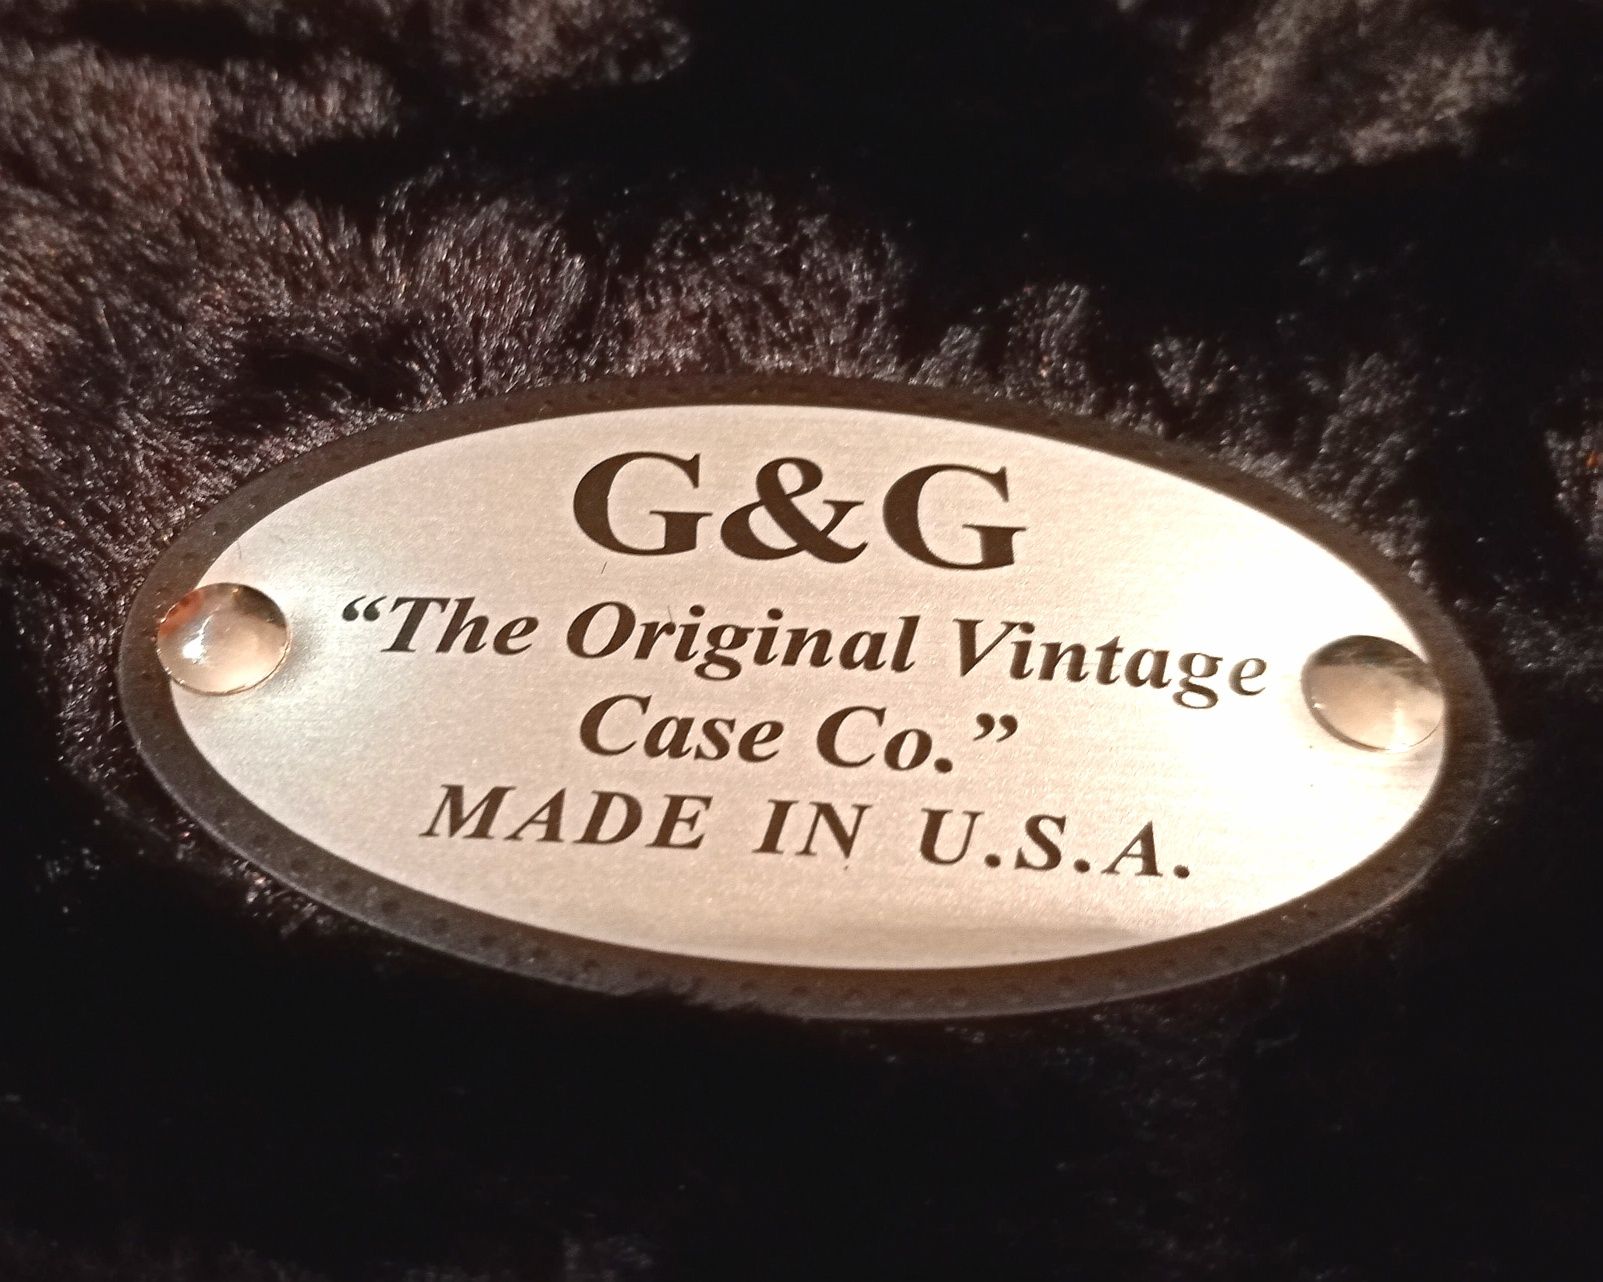 G&G
“The Original Vintage
Case Co.”
MADE IN U.S.A.